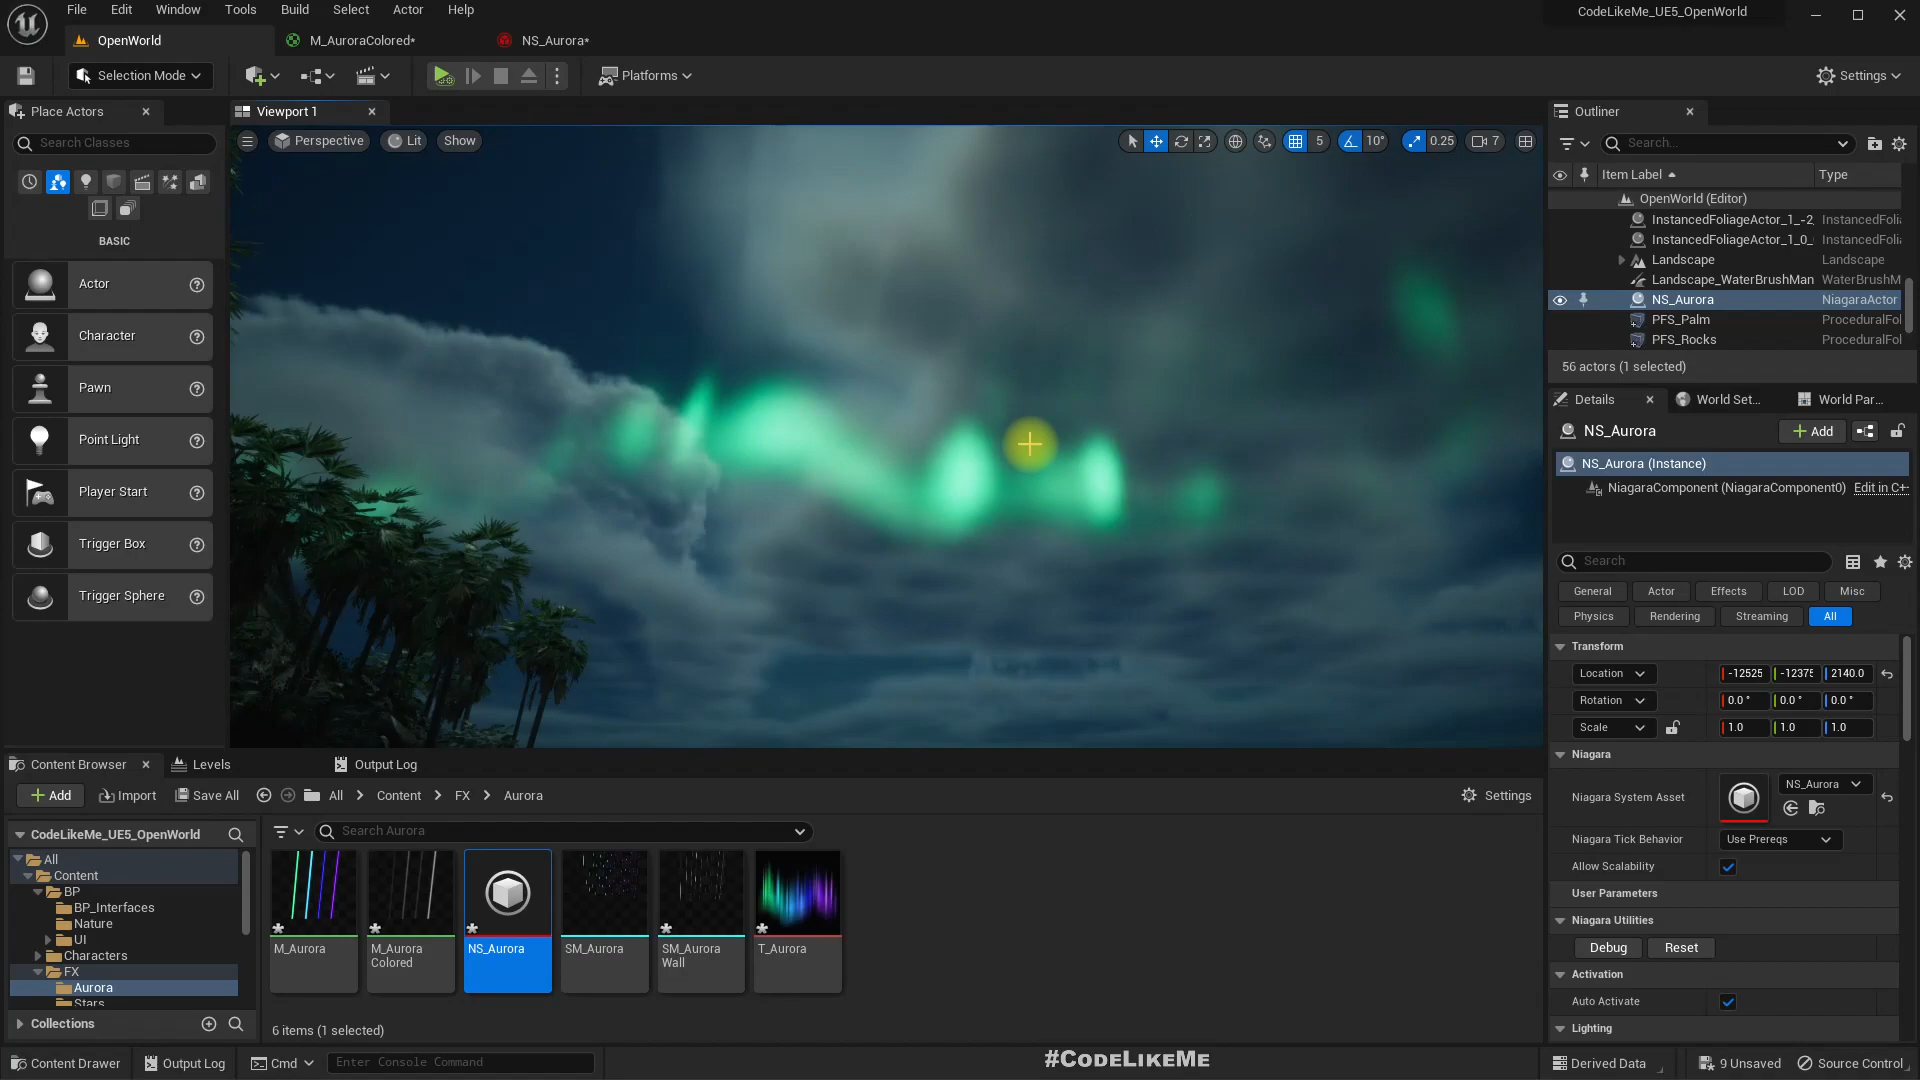 File Edit Window Tools Build Select Actor Help
CodeLikeMe_UE5_OpenWorld
OpenWorld
M_AuroraColored*
NS_Aurora*
Selection Mode
Platforms
Settings
Place Actors
Viewport 1
Outliner
Search Classes
Perspective
Lit
Show
5
10°
0.25
7
Search...
Item Label
Type
OpenWorld (Editor)
InstancedFoliageActor_1_-2_ InstancedFoli
InstancedFoliageActor_1_0_ InstancedFoli
Landscape Landscape
Landscape_WaterBrushMan WaterBrushM
NS_Aurora NiagaraActor
PFS_Palm ProceduralFol
PFS_Rocks ProceduralFol
56 actors (1 selected)
BASIC
Actor
Character
Pawn
Point Light
Player Start
Trigger Box
Trigger Sphere
Details
World Set...
World Par...
NS_Aurora
Add
NS_Aurora (Instance)
NiagaraComponent (NiagaraComponent0) Edit in C+
Search
General Actor Effects LOD Misc
Physics Rendering Streaming All
Transform
Location -12525 -12375 2140.0
Rotation 0.0 ° 0.0 ° 0.0 °
Scale 1.0 1.0 1.0
Niagara
Niagara System Asset
NS_Aurora
Niagara Tick Behavior Use Prereqs
Allow Scalability
User Parameters
Niagara Utilities
Debug Reset
Activation
Auto Activate
Lighting
Content Browser
Levels
Output Log
Add
Import
Save All
All
Content
FX
Aurora
Settings
CodeLikeMe_UE5_OpenWorld
Search Aurora
All
Content
BP
BP_Interfaces
Nature
UI
Characters
FX
Aurora
Stars
Collections
M_Aurora
M_Aurora
Colored
NS_Aurora
SM_Aurora
SM_Aurora
Wall
T_Aurora
6 items (1 selected)
Content Drawer
Output Log
Cmd
Enter Console Command
#CODELIKEME
Derived Data
9 Unsaved
Source Control